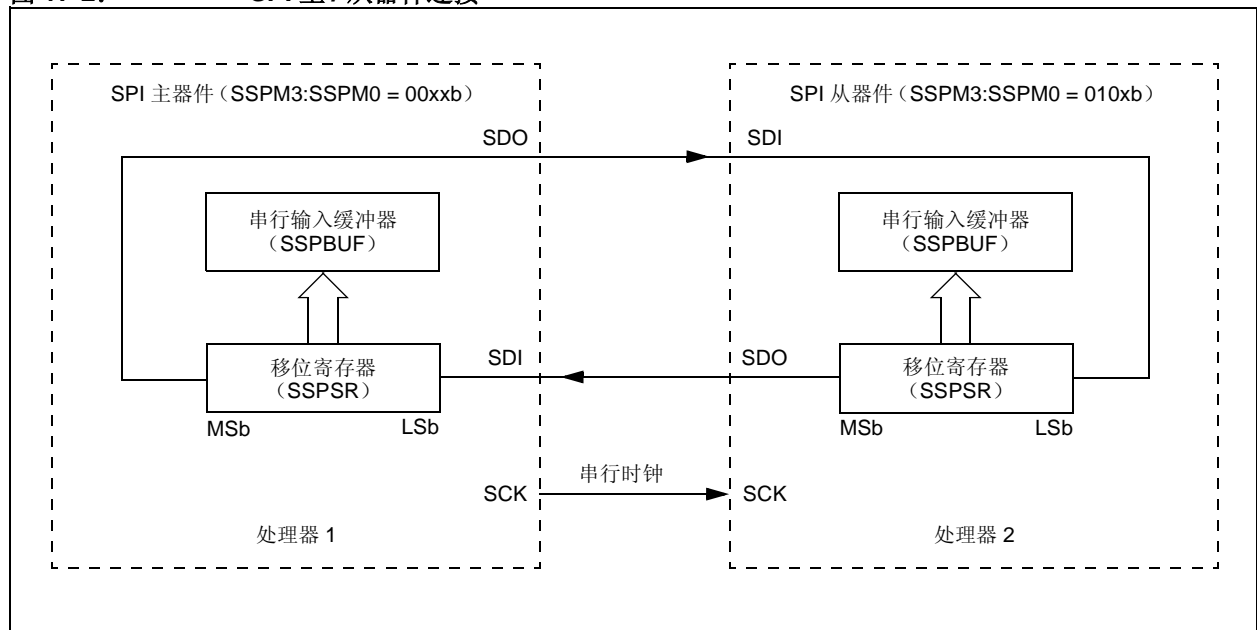 SPI 主器件（SSPM3:SSPM0 = 00xxb）
SPI 从器件（SSPM3:SSPM0 = 010xb）
SDO
SDI
串行输入缓冲器
（SSPBUF）
串行输入缓冲器
（SSPBUF）
移位寄存器
（SSPSR）
MSb
LSb
SDI
SDO
移位寄存器
（SSPSR）
MSb
LSb
SCK
串行时钟
SCK
处理器 1
处理器 2